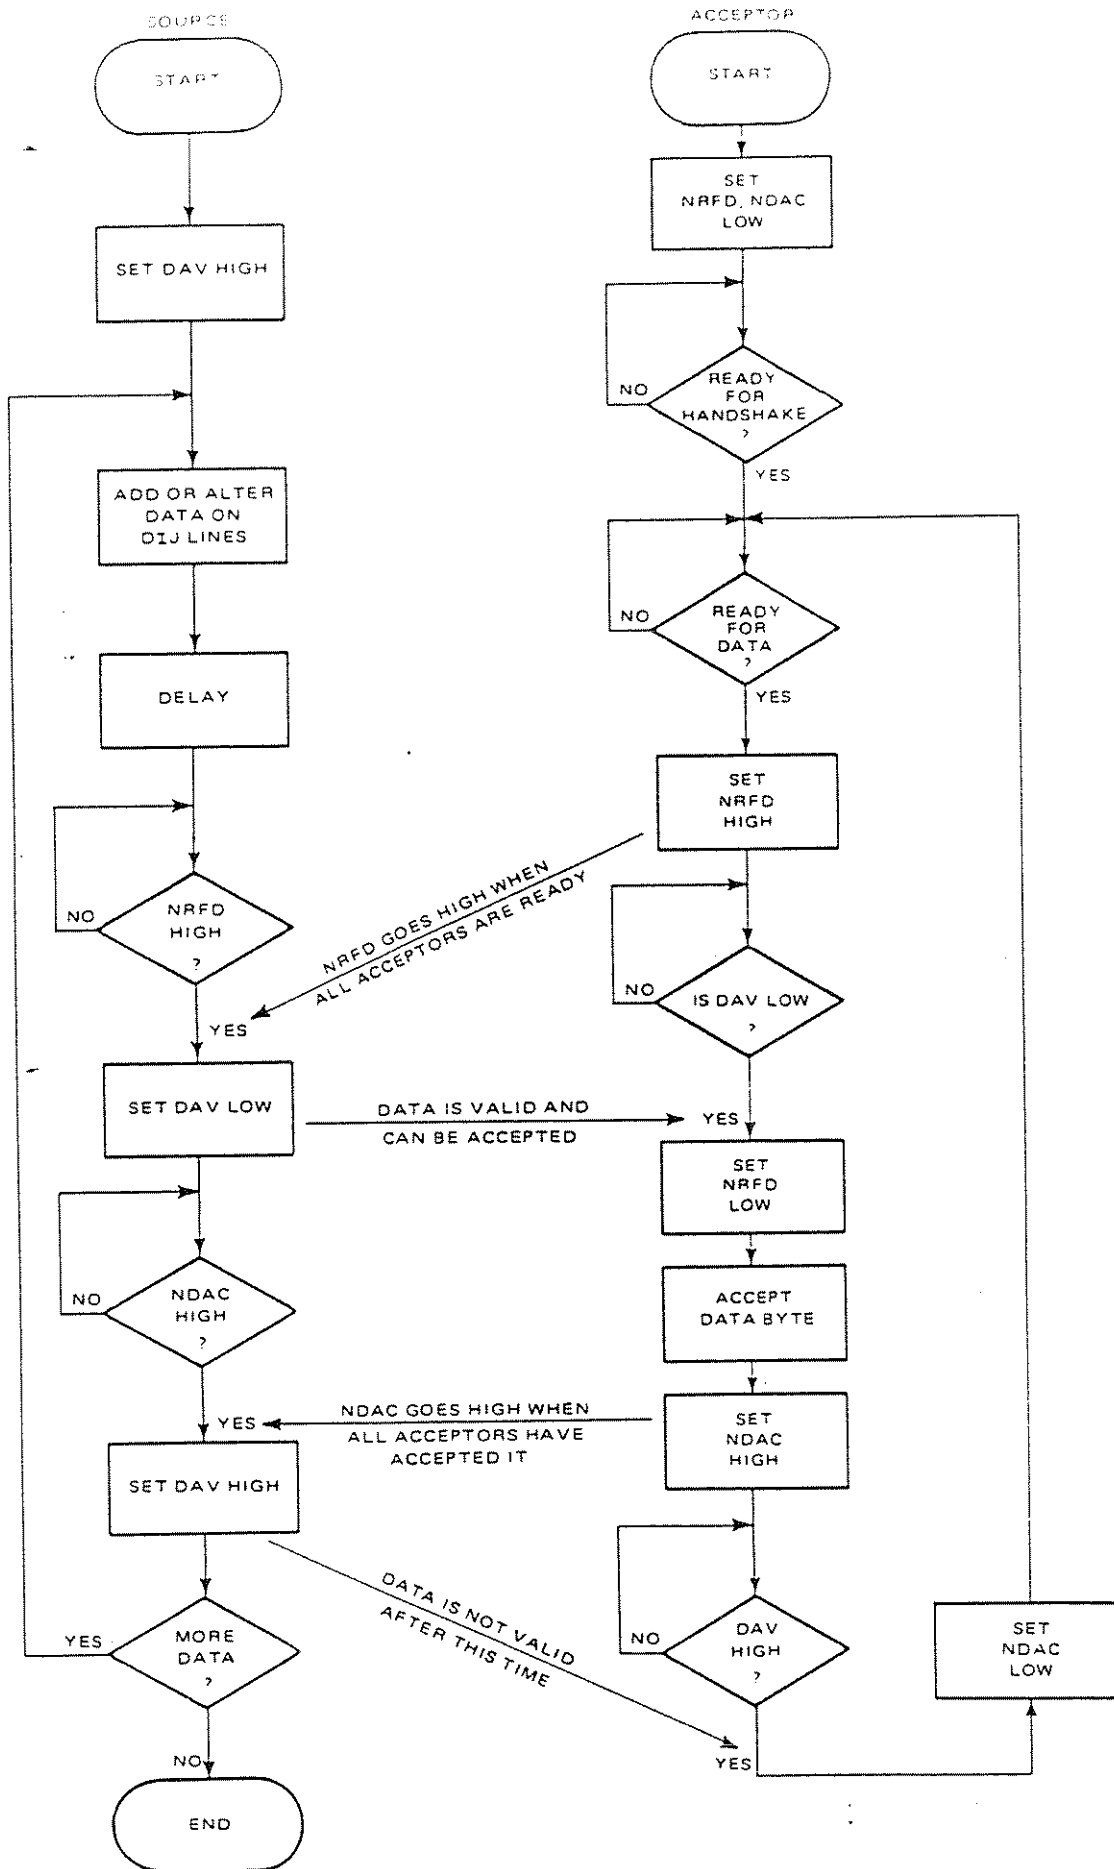 SOURCE
START
SET DAV HIGH
ADD OR ALTER
DATA ON
DIJ LINES
DELAY
NO
NRFD
HIGH
?
YES
SET DAV LOW
NO
NDAC
HIGH
?
YES
SET DAV HIGH
YES
MORE
DATA
?
NO
END
NRFD GOES HIGH WHEN
ALL ACCEPTORS ARE READY
DATA IS VALID AND
CAN BE ACCEPTED
NDAC GOES HIGH WHEN
ALL ACCEPTORS HAVE
ACCEPTED IT
DATA IS NOT VALID
AFTER THIS TIME
ACCEPTOR
START
SET
NRFD, NDAC
LOW
NO
READY
FOR
HANDSHAKE
?
YES
NO
READY
FOR
DATA
?
YES
SET
NRFD
HIGH
NO
IS DAV LOW
?
YES
SET
NRFD
LOW
ACCEPT
DATA BYTE
SET
NDAC
HIGH
NO
DAV
HIGH
?
YES
SET
NDAC
LOW